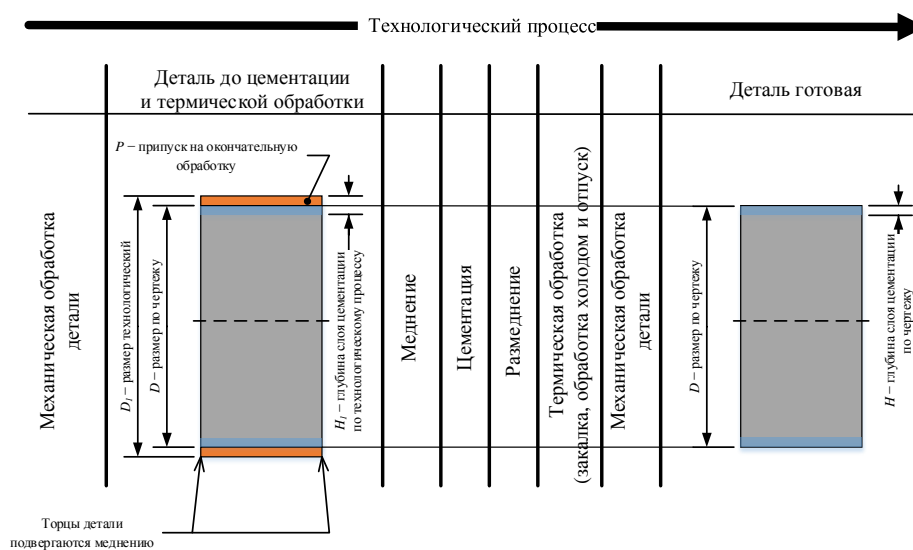 Технологический процесс
Деталь до цементации
и термической обработки
Деталь готовая
P – припуск на окончательную
обработку
Механическая обработка
детали
D1 – размер технологический
D – размер по чертежу
H1 – глубина слоя цементации
по технологическому процессу
Меднение
Цементация
Размеднение
Термическая обработка
(закалка, обработка холодом и отпуск)
Механическая обработка
детали
D – размер по чертежу
H – глубина слоя цементации
по чертежу
Торцы детали
подвергаются меднению